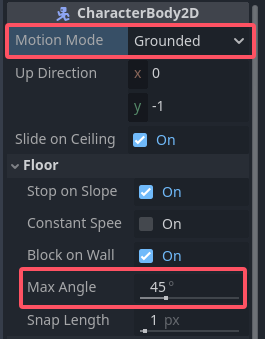 CharacterBody2D
Motion Mode Grounded
Up Direction x 0
y -1
Slide on Ceiling On
Floor
Stop on Slope On
Constant Spee On
Block on Wall On
Max Angle 45 °
Snap Length 1 px